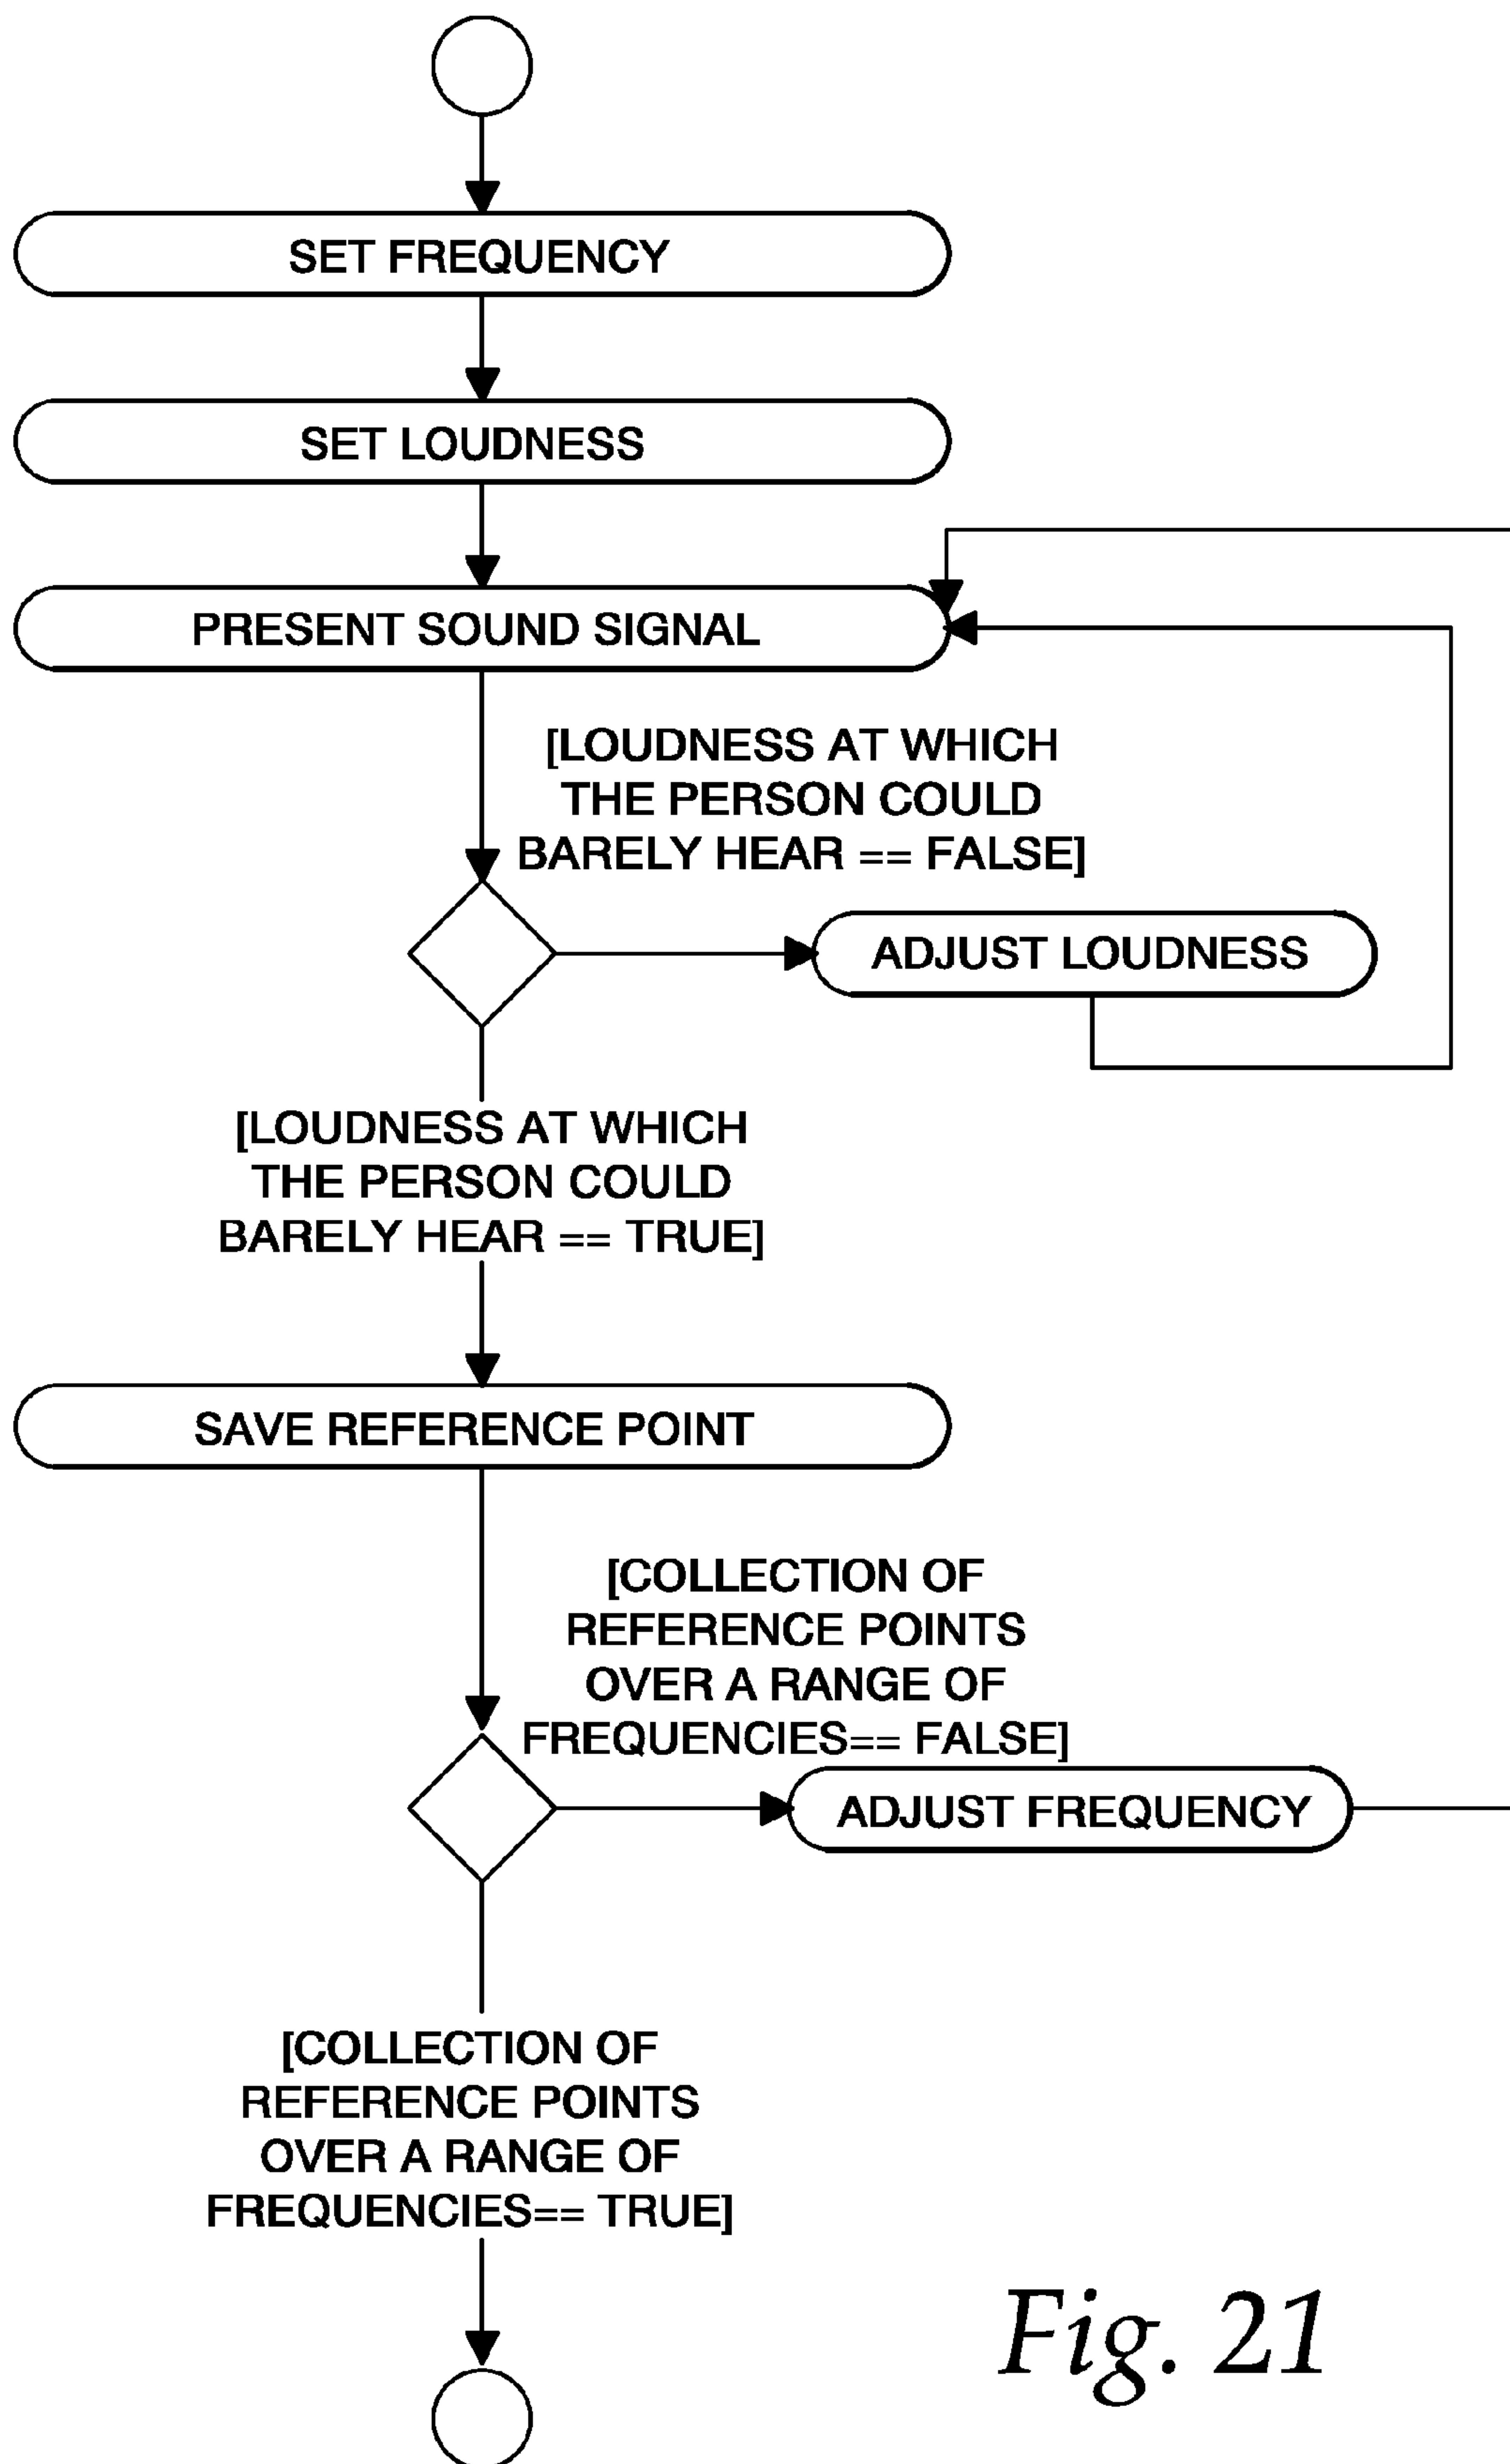 SET FREQUENCY
SET LOUDNESS
PRESENT SOUND SIGNAL
[LOUDNESS AT WHICH
THE PERSON COULD
BARELY HEAR == FALSE]
ADJUST LOUDNESS
[LOUDNESS AT WHICH
THE PERSON COULD
BARELY HEAR == TRUE]
SAVE REFERENCE POINT
[COLLECTION OF
REFERENCE POINTS
OVER A RANGE OF
FREQUENCIES== FALSE]
ADJUST FREQUENCY
[COLLECTION OF
REFERENCE POINTS
OVER A RANGE OF
FREQUENCIES== TRUE]
Fig. 21